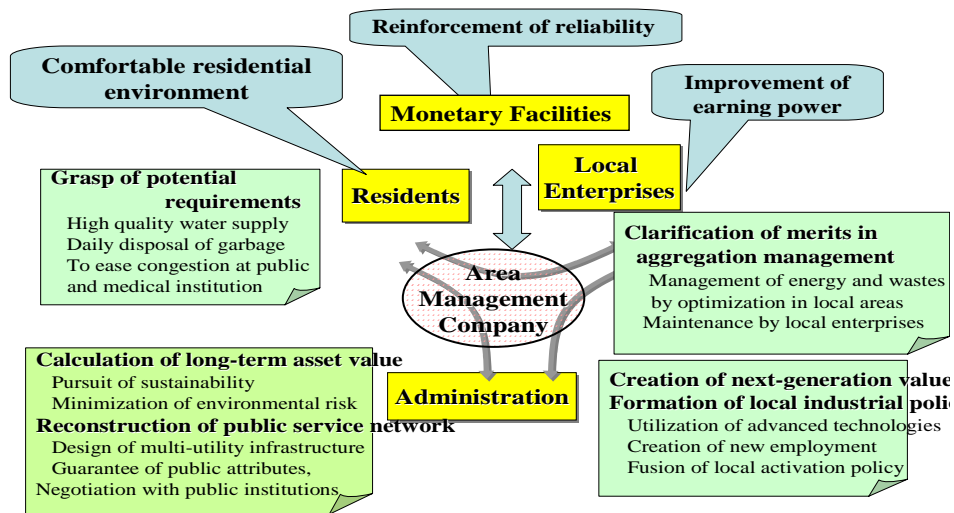 Reinforcement of reliability
Comfortable residential
environment
Improvement of
earning power
Monetary Facilities
Local
Enterprises
Residents
Grasp of potential
requirements
High quality water supply
Daily disposal of garbage
To ease congestion at public
and medical institution
Clarification of merits in
aggregation management
Management of energy and wastes
by optimization in local areas
Maintenance by local enterprises
Area
Management
Company
Calculation of long-term asset value
Pursuit of sustainability
Minimization of environmental risk
Reconstruction of public service network
Design of multi-utility infrastructure
Guarantee of public attributes,
Negotiation with public institutions
Administration
Creation of next-generation value
Formation of local industrial poli
Utilization of advanced technologies
Creation of new employment
Fusion of local activation policy